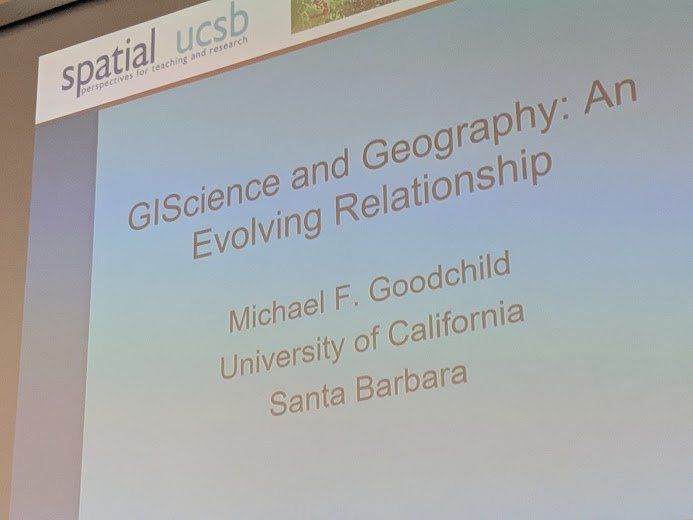 spatial ucsb
perspectives for teaching and research
GIScience and Geography: An
Evolving Relationship
Michael F. Goodchild
University of California
Santa Barbara